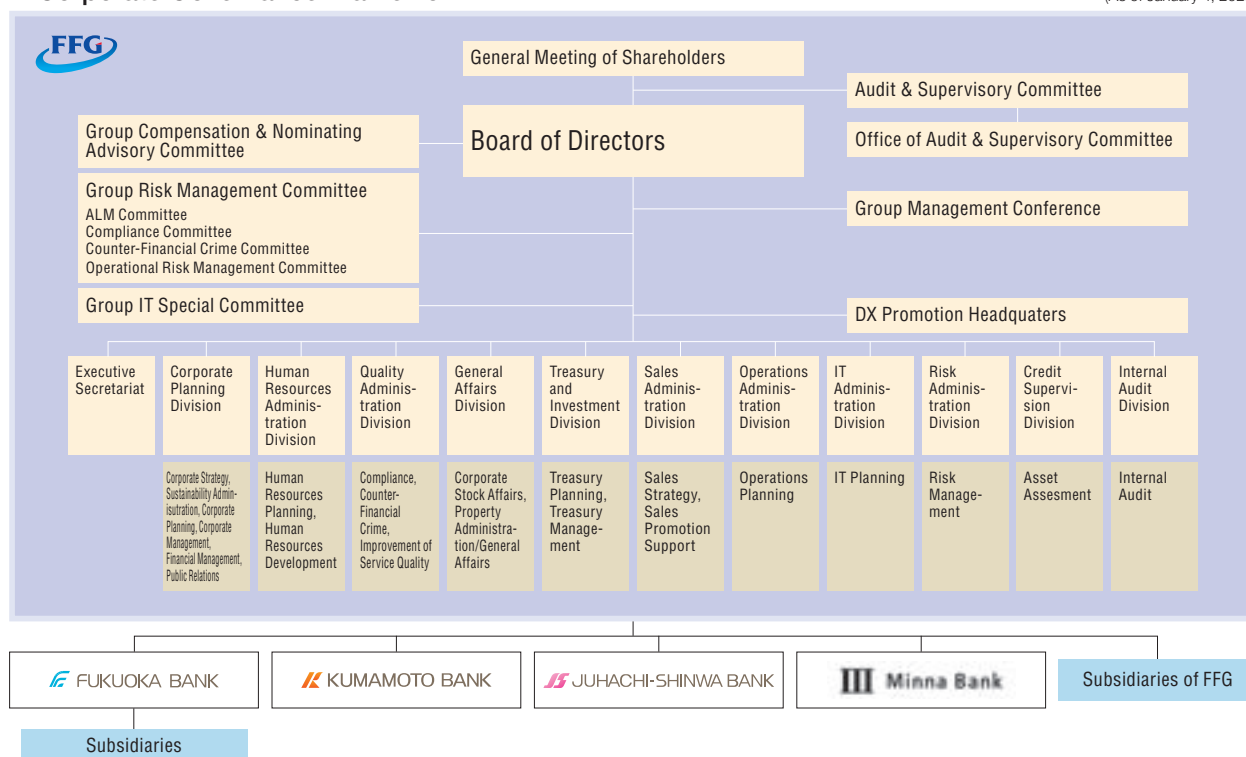 FFG
General Meeting of Shareholders
Audit & Supervisory Committee
Group Compensation & Nominating
Advisory Committee
Board of Directors
Office of Audit & Supervisory Committee
Group Risk Management Committee
ALM Committee
Compliance Committee
Counter-Financial Crime Committee
Operational Risk Management Committee
Group Management Conference
Group IT Special Committee
DX Promotion Headquaters
Executive
Secretariat
Corporate
Planning
Division
Human
Resources
Adminis-
tration
Division
Quality
Adminis-
tration
Division
General
Affairs
Division
Treasury
and
Investment
Division
Sales
Adminis-
tration
Division
Operations
Adminis-
tration
Division
IT
Adminis-
tration
Division
Risk
Adminis-
tration
Division
Credit
Supervi-
sion
Division
Internal
Audit
Division
Corporate Strategy,
Sustainability Admin-
isutration, Corporate
Planning, Corporate
Management,
Financial Management,
Public Relations
Human
Resources
Planning,
Human
Resources
Development
Compliance,
Counter-
Financial
Crime,
Improvement of
Service Quality
Corporate
Stock Affairs,
Property
Administra-
tion/General
Affairs
Treasury
Planning,
Treasury
Manage-
ment
Sales
Strategy,
Sales
Promotion
Support
Operations
Planning
IT Planning
Risk
Manage-
ment
Asset
Assesment
Internal
Audit
FUKUOKA BANK
KUMAMOTO BANK
JUHACHI-SHINWA BANK
Minna Bank
Subsidiaries of FFG
Subsidiaries